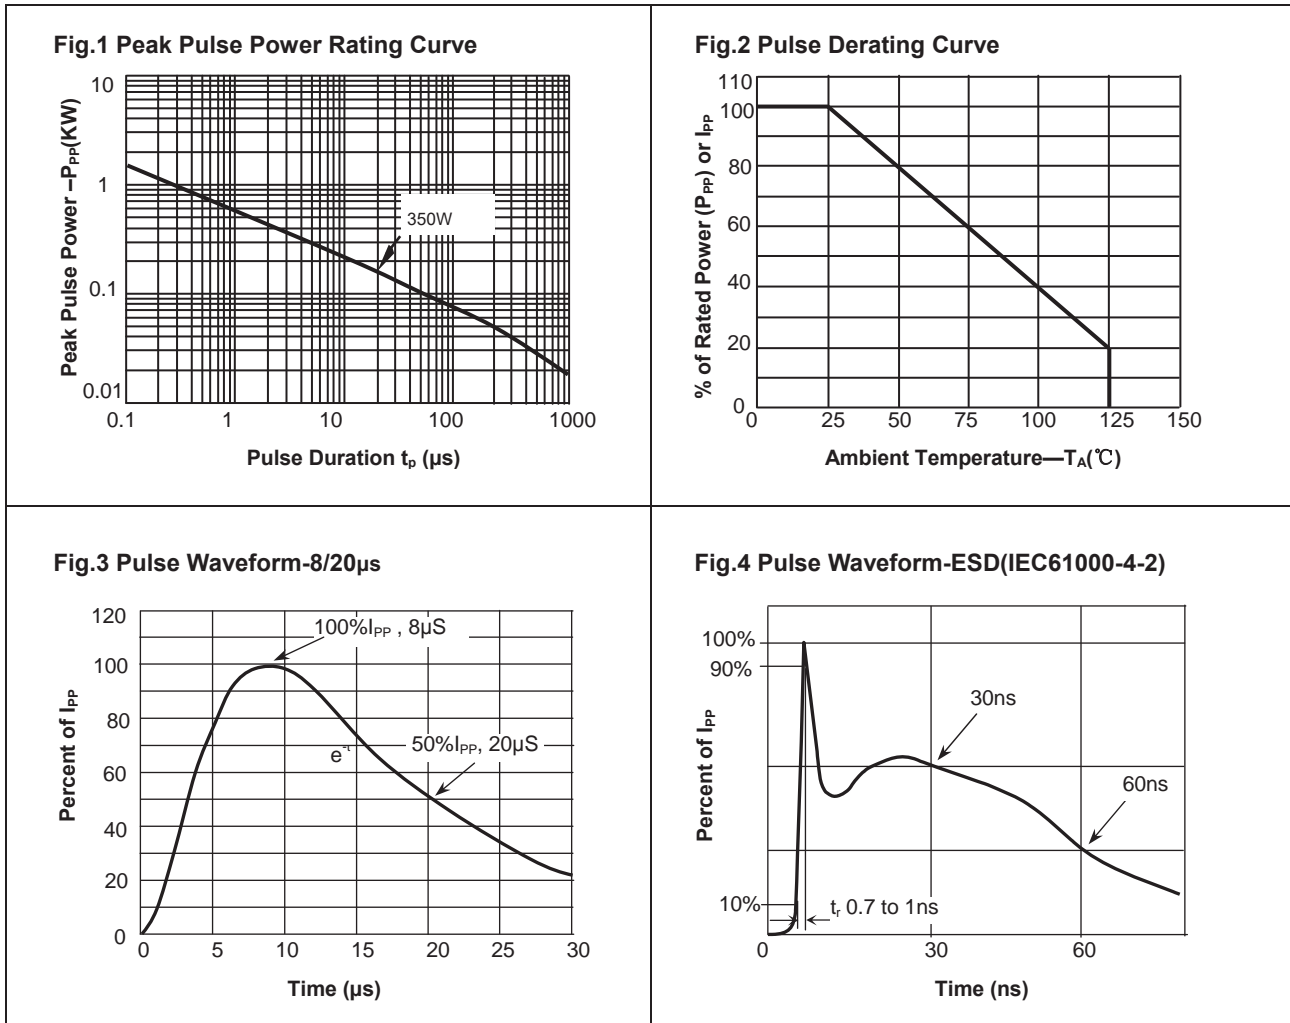 Fig.1 Peak Pulse Power Rating Curve
Peak Pulse Power –PPP(KW)
10
1
0.1
0.01
350W
0.1 1 10 100 1000
Pulse Duration tp (µs)
Fig.2 Pulse Derating Curve
% of Rated Power (PPP) or IPP
110
100
80
60
40
20
0
0 25 50 75 100 125 150
Ambient Temperature—TA(℃)
Fig.3 Pulse Waveform-8/20µs
Percent of IPP
120
100
80
60
40
20
0
100%IPP , 8µS
e-t
50%IPP, 20µS
0 5 10 15 20 25 30
Time (µs)
Fig.4 Pulse Waveform-ESD(IEC61000-4-2)
Percent of IPP
100%
90%
10%
30ns
60ns
tr 0.7 to 1ns
0 30 60
Time (ns)